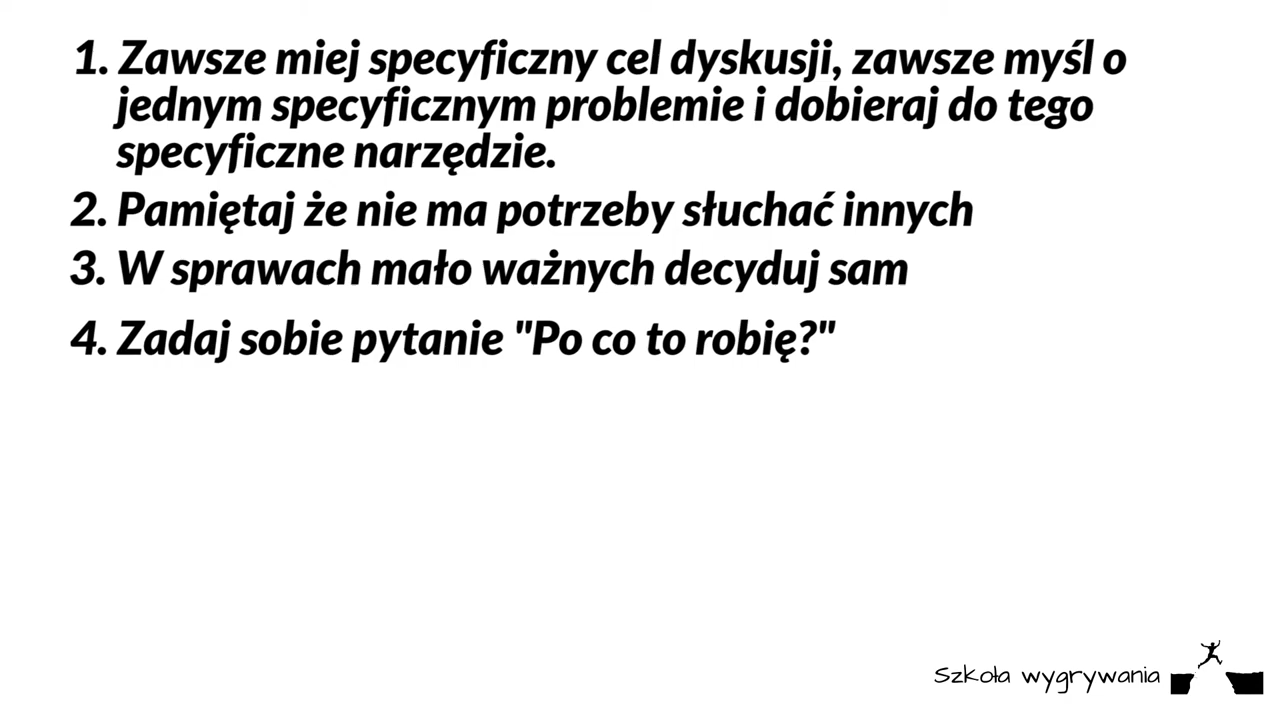 1. Zawsze miej specyficzny cel dyskusji, zawsze myśl o
jednym specyficznym problemie i dobieraj do tego
specyficzne narzędzie.
2. Pamiętaj że nie ma potrzeby słuchać innych
3. W sprawach mało ważnych decyduj sam
4. Zadaj sobie pytanie "Po co to robię?"
Szkoła wygrywania